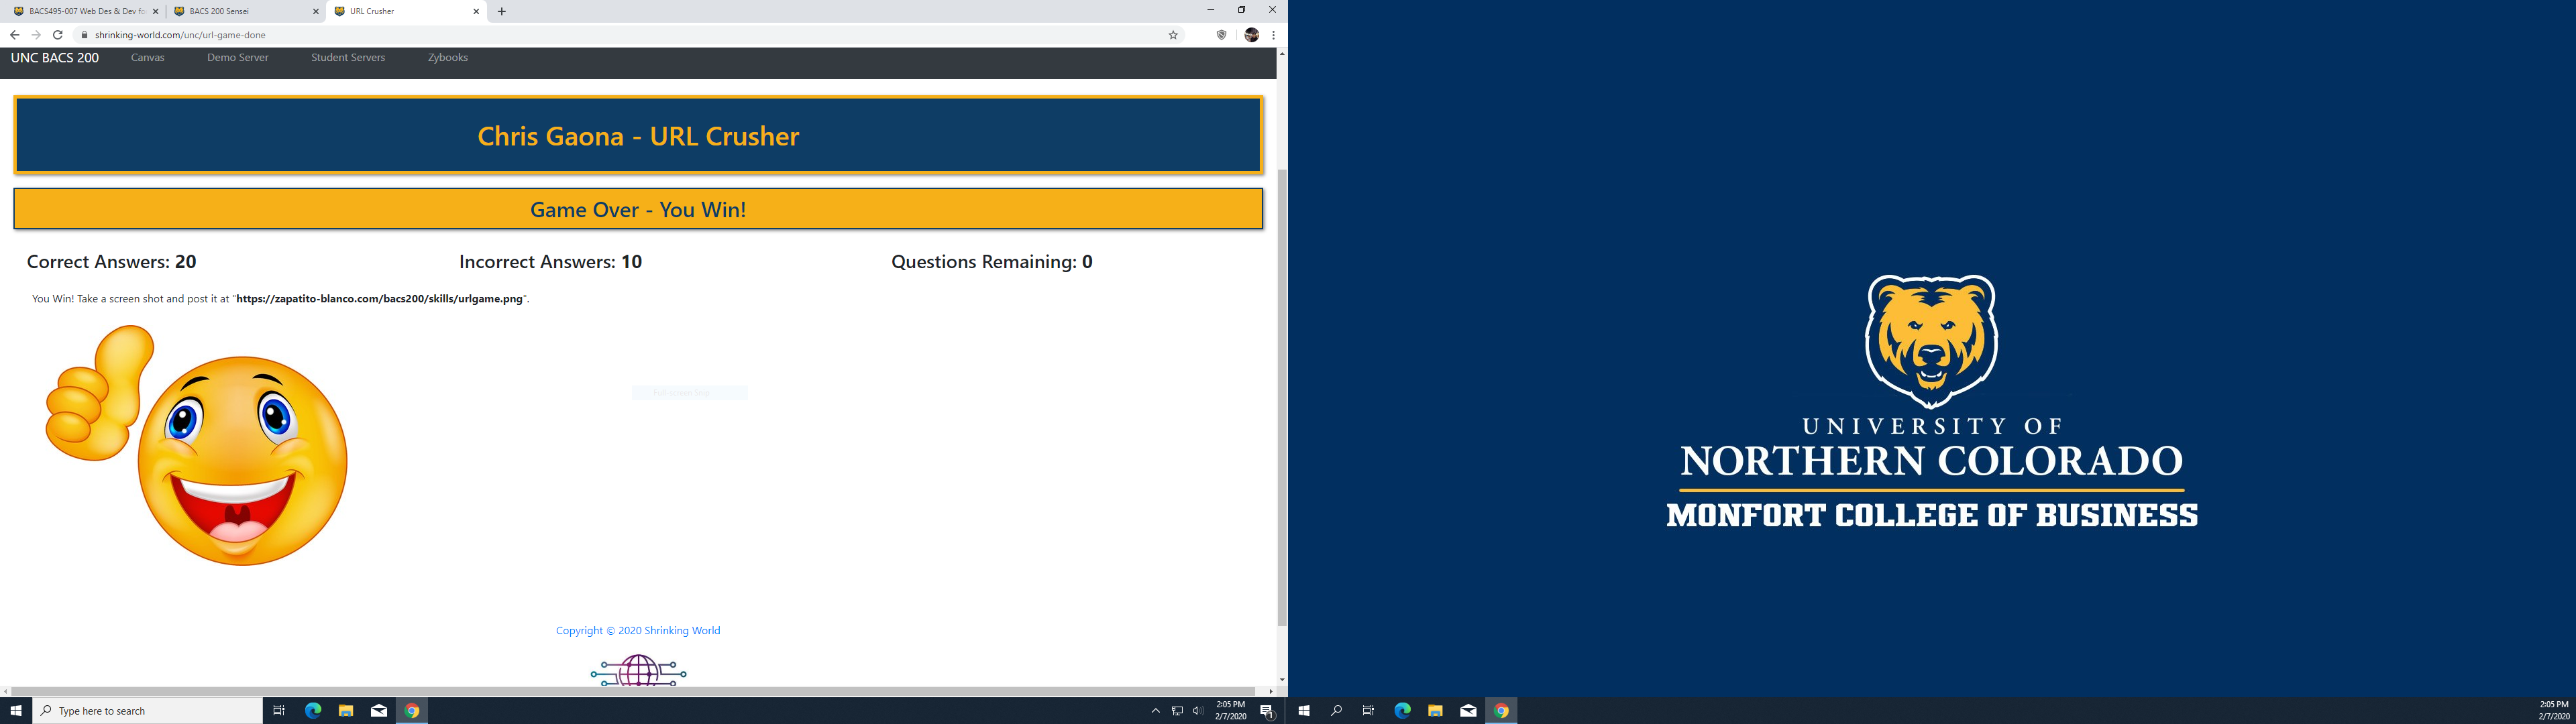 BACS495-007 Web Des & Dev fo
BACS 200 Sensei
URL Crusher
shrinking-world.com/unc/url-game-done
UNC BACS 200 Canvas Demo Server Student Servers Zybooks
Chris Gaona - URL Crusher
Game Over - You Win!
Correct Answers: 20 Incorrect Answers: 10 Questions Remaining: 0
You Win! Take a screen shot and post it at "https://zapatito-blanco.com/bacs200/skills/urlgame.png".
Full-screen Snip
Copyright © 2020 Shrinking World
Type here to search
2:05 PM
2/7/2020
1
UNIVERSITY OF
NORTHERN COLORADO
MONFORT COLLEGE OF BUSINESS
2:05 PM
2/7/2020